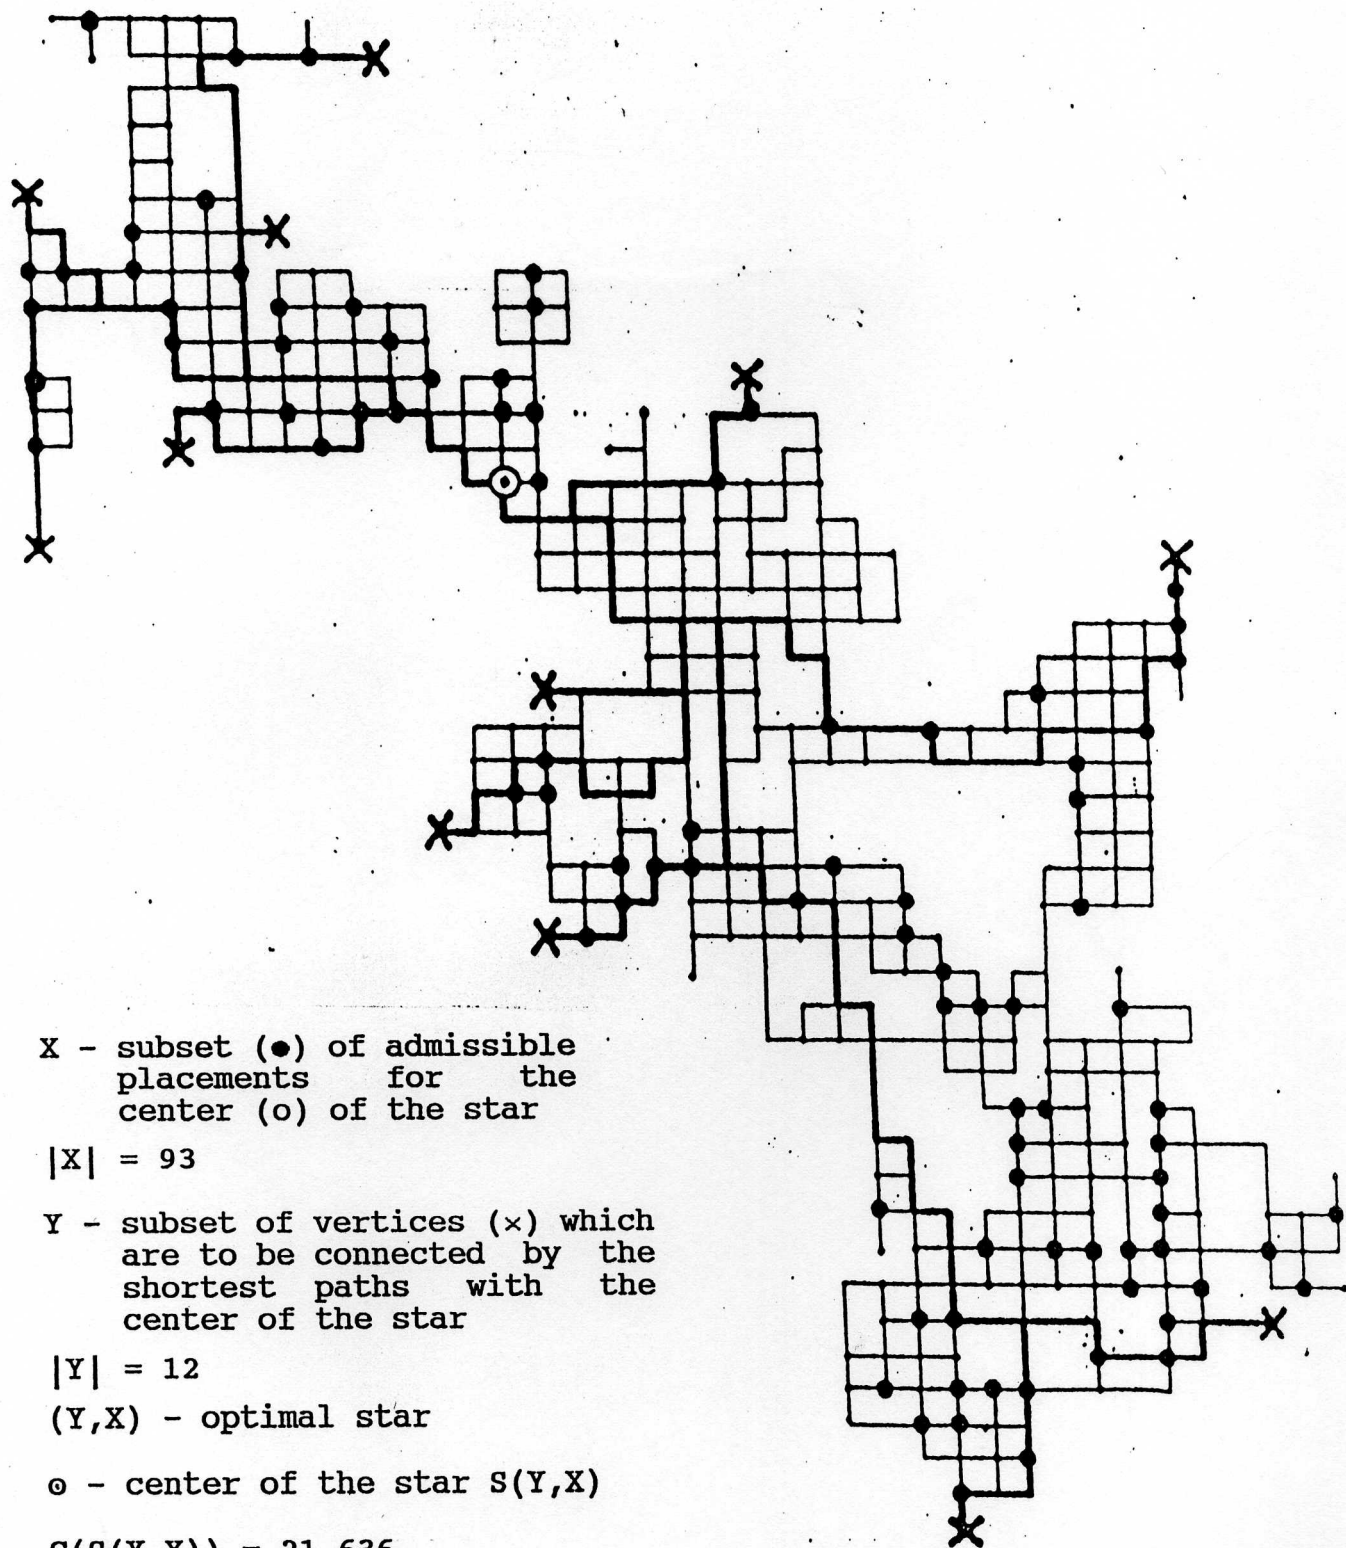 X - subset (●) of admissible
placements for the
center (o) of the star
|X| = 93
Y - subset of vertices (×) which
are to be connected by the
shortest paths with the
center of the star
|Y| = 12
(Y,X) - optimal star
⊙ - center of the star S(Y,X)